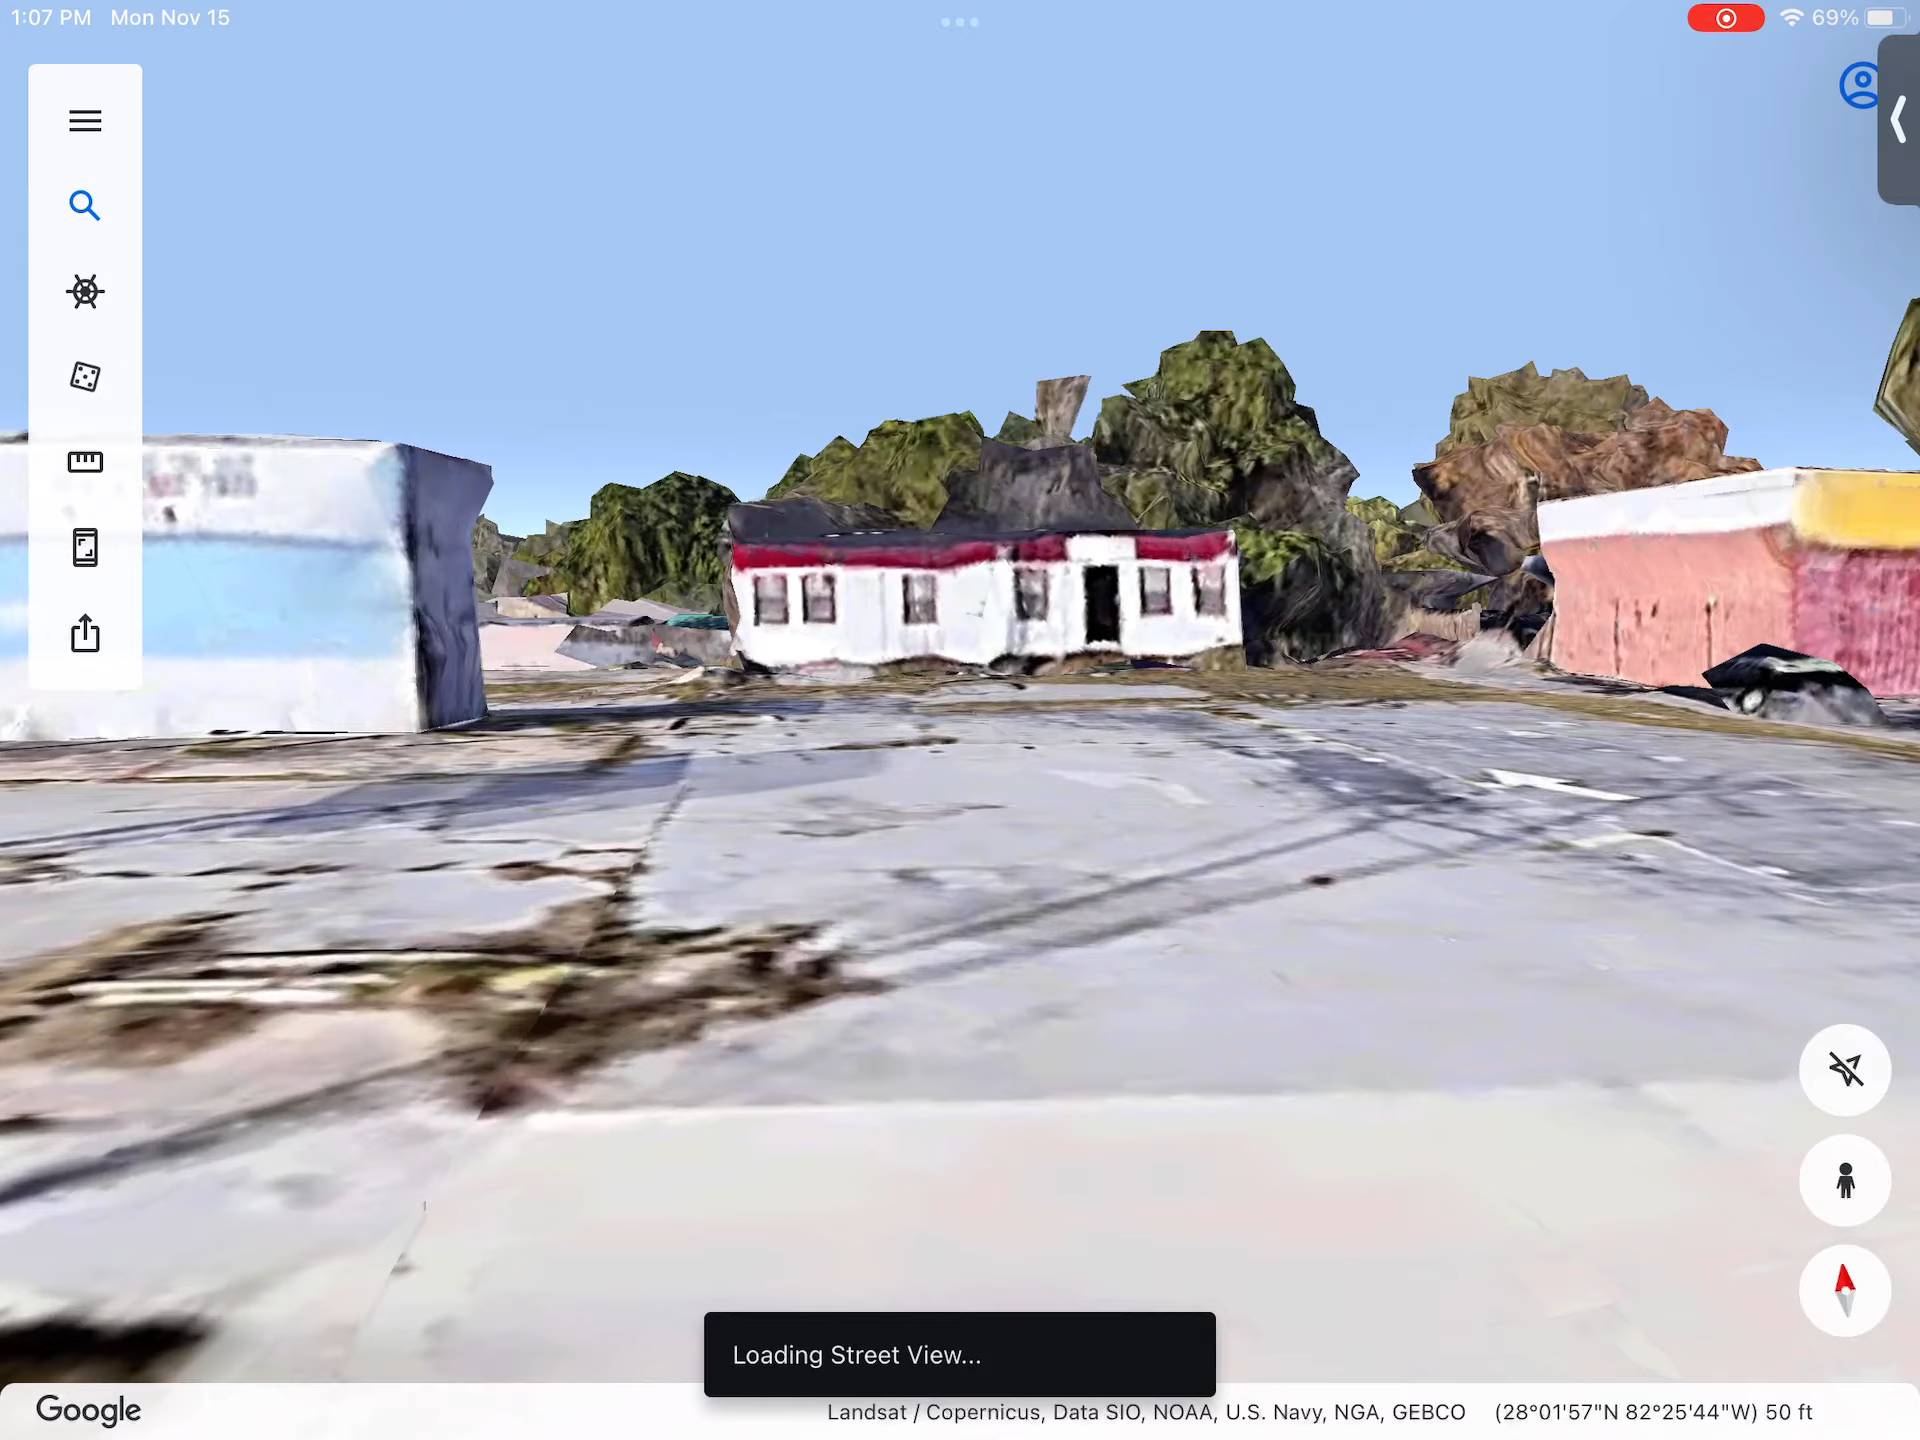 1:07 PM Mon Nov 15
69%
Loading Street View...
Google
Landsat / Copernicus, Data SIO, NOAA, U.S. Navy, NGA, GEBCO (28°01'57"N 82°25'44"W) 50 ft